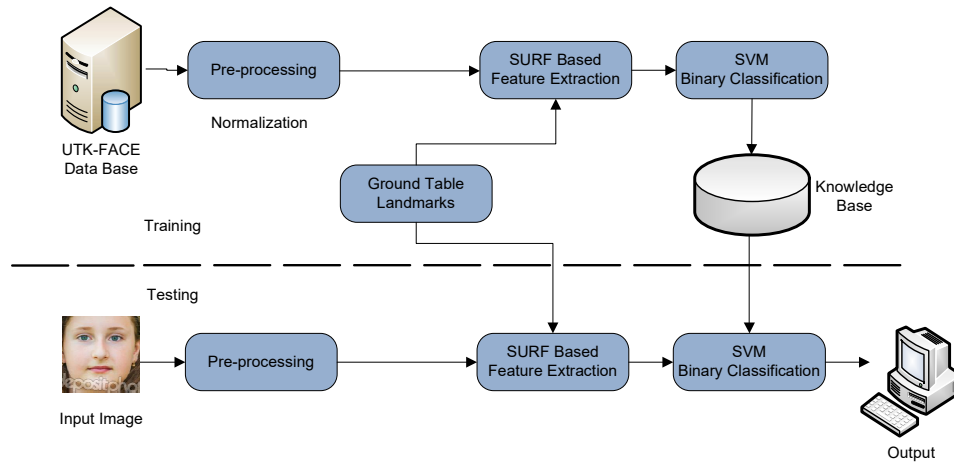 Pre-processing
SURF Based
Feature Extraction
SVM
Binary Classification
Normalization
UTK-FACE
Data Base
Ground Table
Landmarks
Knowledge
Base
Training
Testing
Pre-processing
SURF Based
Feature Extraction
SVM
Binary Classification
depositpho
Input Image
Output